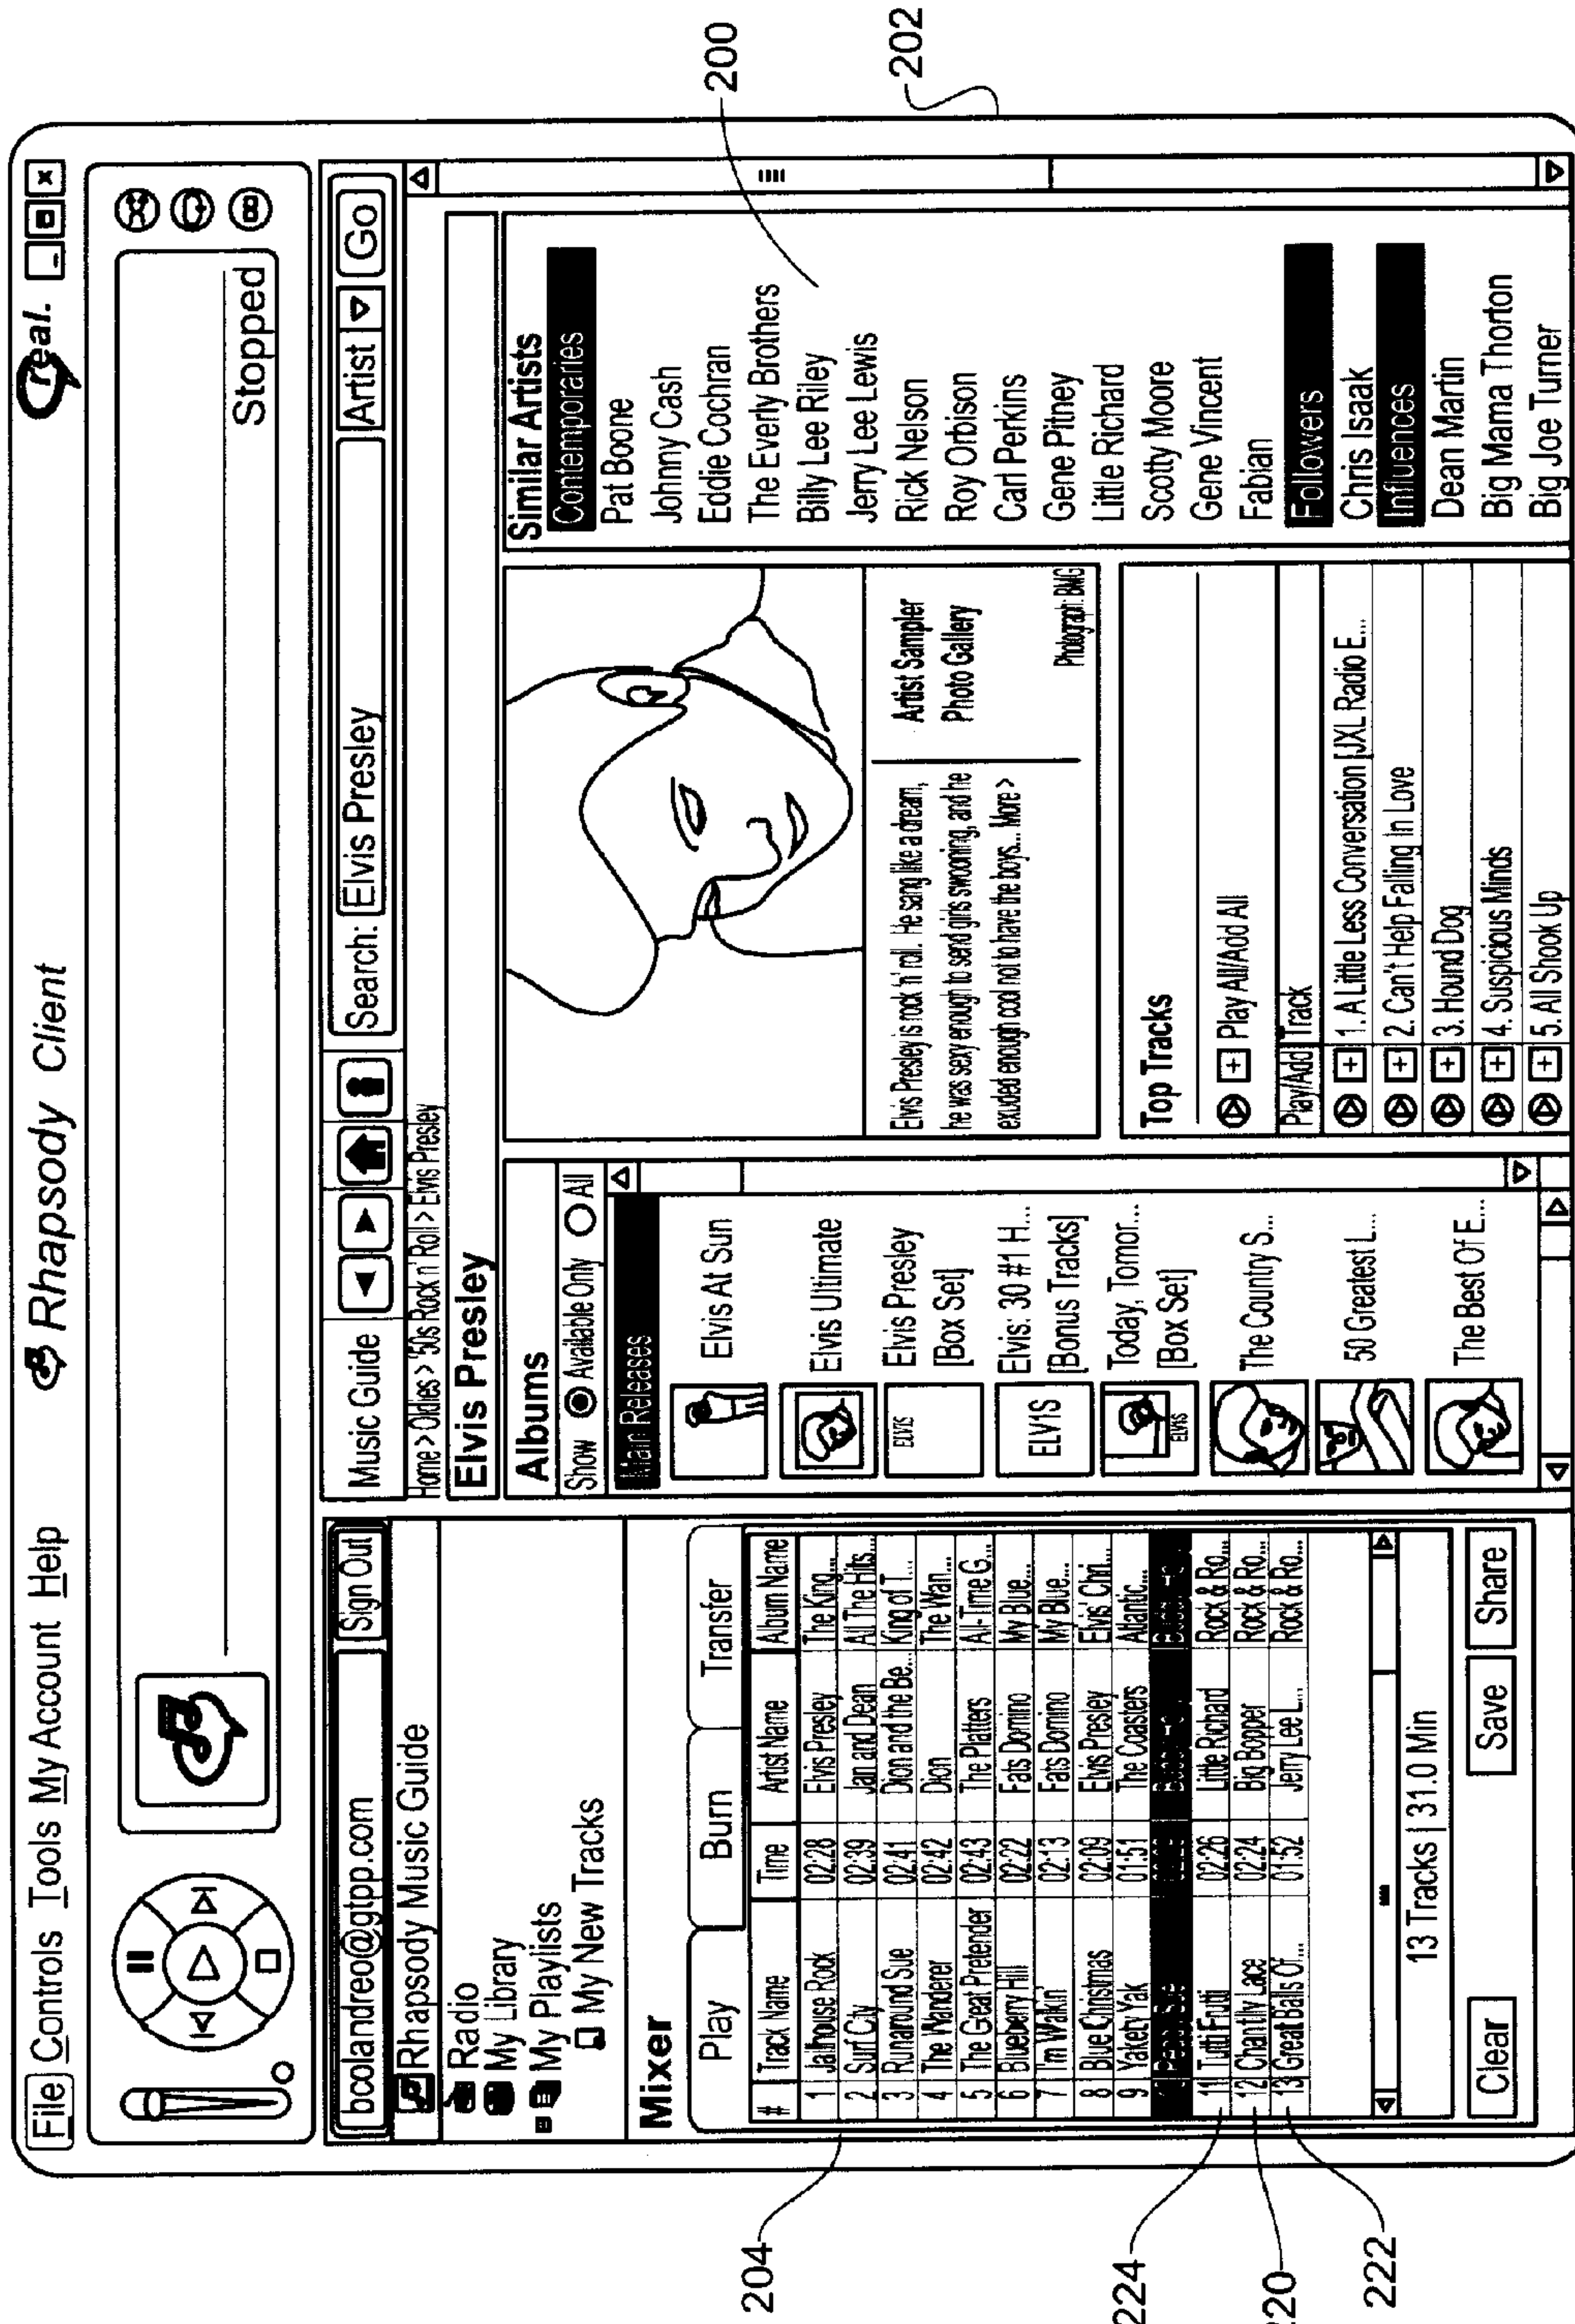 File Controls Tools My Account Help
Rhapsody Client
real.
Stopped
bcolandreo@gtpp.com Sign Out
Rhapsody Music Guide
Radio
My Library
My Playlists
My New Tracks
Mixer
Play Burn Transfer
# Track Name Time Artist Name Album Name
1 Jailhouse Rock 02:28 Elvis Presley The King...
2 Surf City 02:39 Jan and Dean All The Hits...
3 Runaround Sue 02:41 Dion and the Be... King of T...
4 The Wanderer 02:42 Dion The Wan...
5 The Great Pretender 02:43 The Platters All-Time G...
6 Blueberry Hill 02:22 Fats Domino My Blue...
7 I'm Walkin' 02:13 Fats Domino My Blue...
8 Blue Christmas 02:09 Elvis Presley Elvis' Chri...
9 Yakety Yak 01:51 The Coasters Atlantic...
11 Tutti Frutti 02:26 Little Richard Rock & Ro...
12 Chantilly Lace 02:24 Big Bopper Rock & Ro...
13 Great Balls Of... 01:52 Jerry Lee L... Rock & Ro...
13 Tracks | 31.0 Min
Clear Save Share
Music Guide
Search: Elvis Presley Artist Go
Home > Oldies > '50s Rock n' Roll > Elvis Presley
Elvis Presley
Albums
Show Available Only All
Main Releases
Elvis At Sun
Elvis Ultimate
ELVIS
Elvis Presley
[Box Set]
ELV1S
Elvis: 30 #1 H...
[Bonus Tracks]
ELVIS
Today, Tomor...
[Box Set]
The Country S...
50 Greatest L...
The Best Of E...
Elvis Presley is rock 'n' roll. He sang like a dream,
he was sexy enough to send girls swooning, and he
exuded enough cool not to have the boys... More >
Artist Sampler
Photo Gallery
Photograph: BMG
Top Tracks
Play All/Add All
Play/Add Track
1. A Little Less Conversation [JXL Radio E...
2. Can't Help Falling In Love
3. Hound Dog
4. Suspicious Minds
5. All Shook Up
Similar Artists
Contemporaries
Pat Boone
Johnny Cash
Eddie Cochran
The Everly Brothers
Billy Lee Riley
Jerry Lee Lewis
Rick Nelson
Roy Orbison
Carl Perkins
Gene Pitney
Little Richard
Scotty Moore
Gene Vincent
Fabian
Followers
Chris Isaak
Influences
Dean Martin
Big Mama Thorton
Big Joe Turner
200
202
204
224
220
222